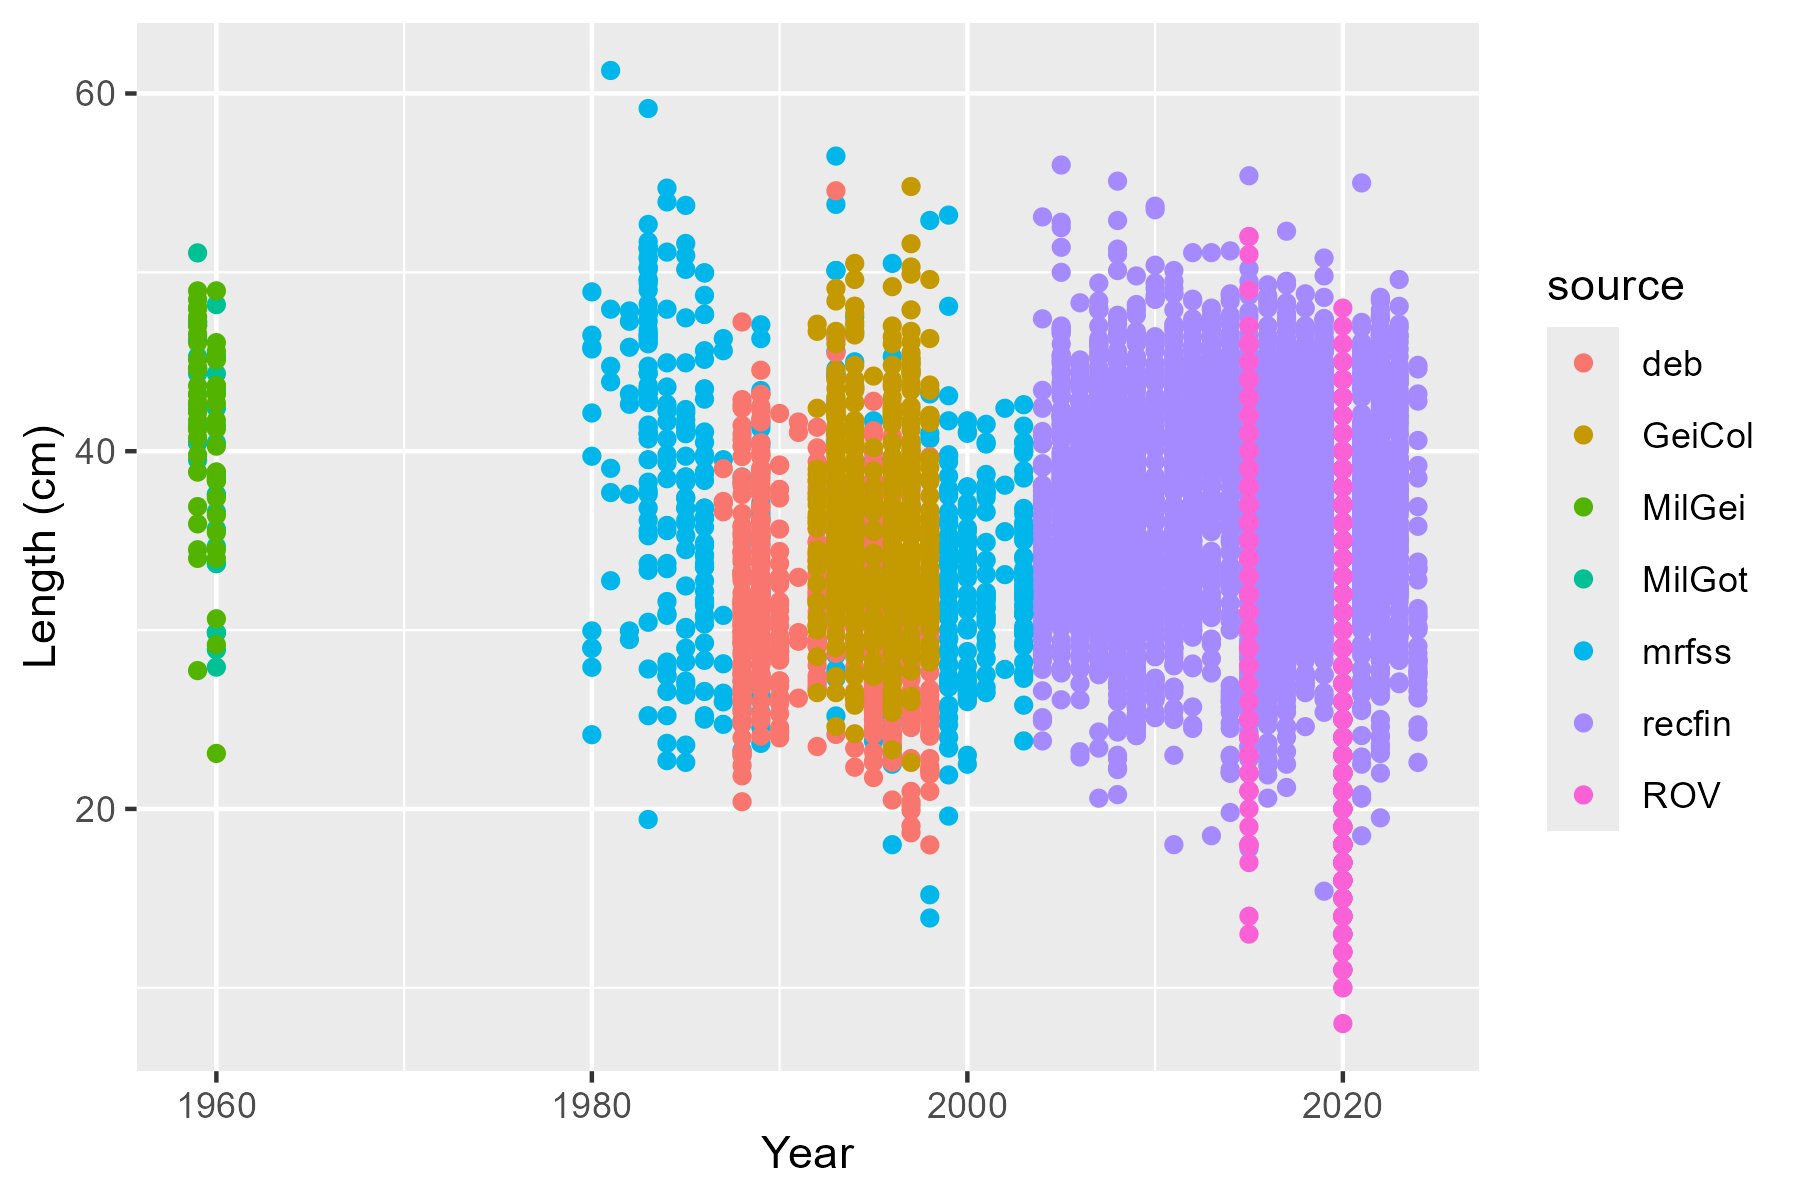 60
40
20
Length (cm)
1960
1980
2000
2020
Year
source
deb
GeiCol
MilGei
MilGot
mrfss
recfin
ROV